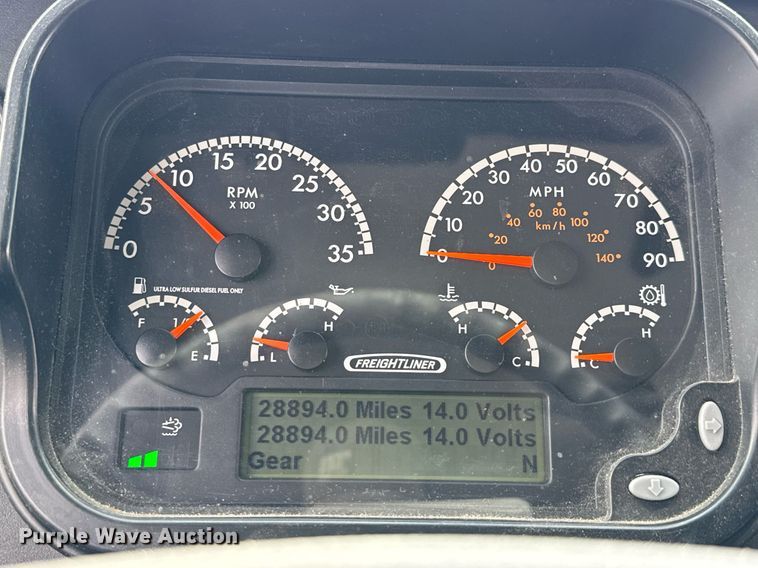 0 5 10 15 20 25 30 35
RPM
X 100
0 10 20 30 40 50 60 70 80 90
MPH
0 20 40 60 80 100 120 140
km/h
ULTRA LOW SULFUR DIESEL FUEL ONLY
F E
L H
H C
C H
FREIGHTLINER
28894.0 Miles 14.0 Volts
28894.0 Miles 14.0 Volts
Gear N
Purple Wave Auction